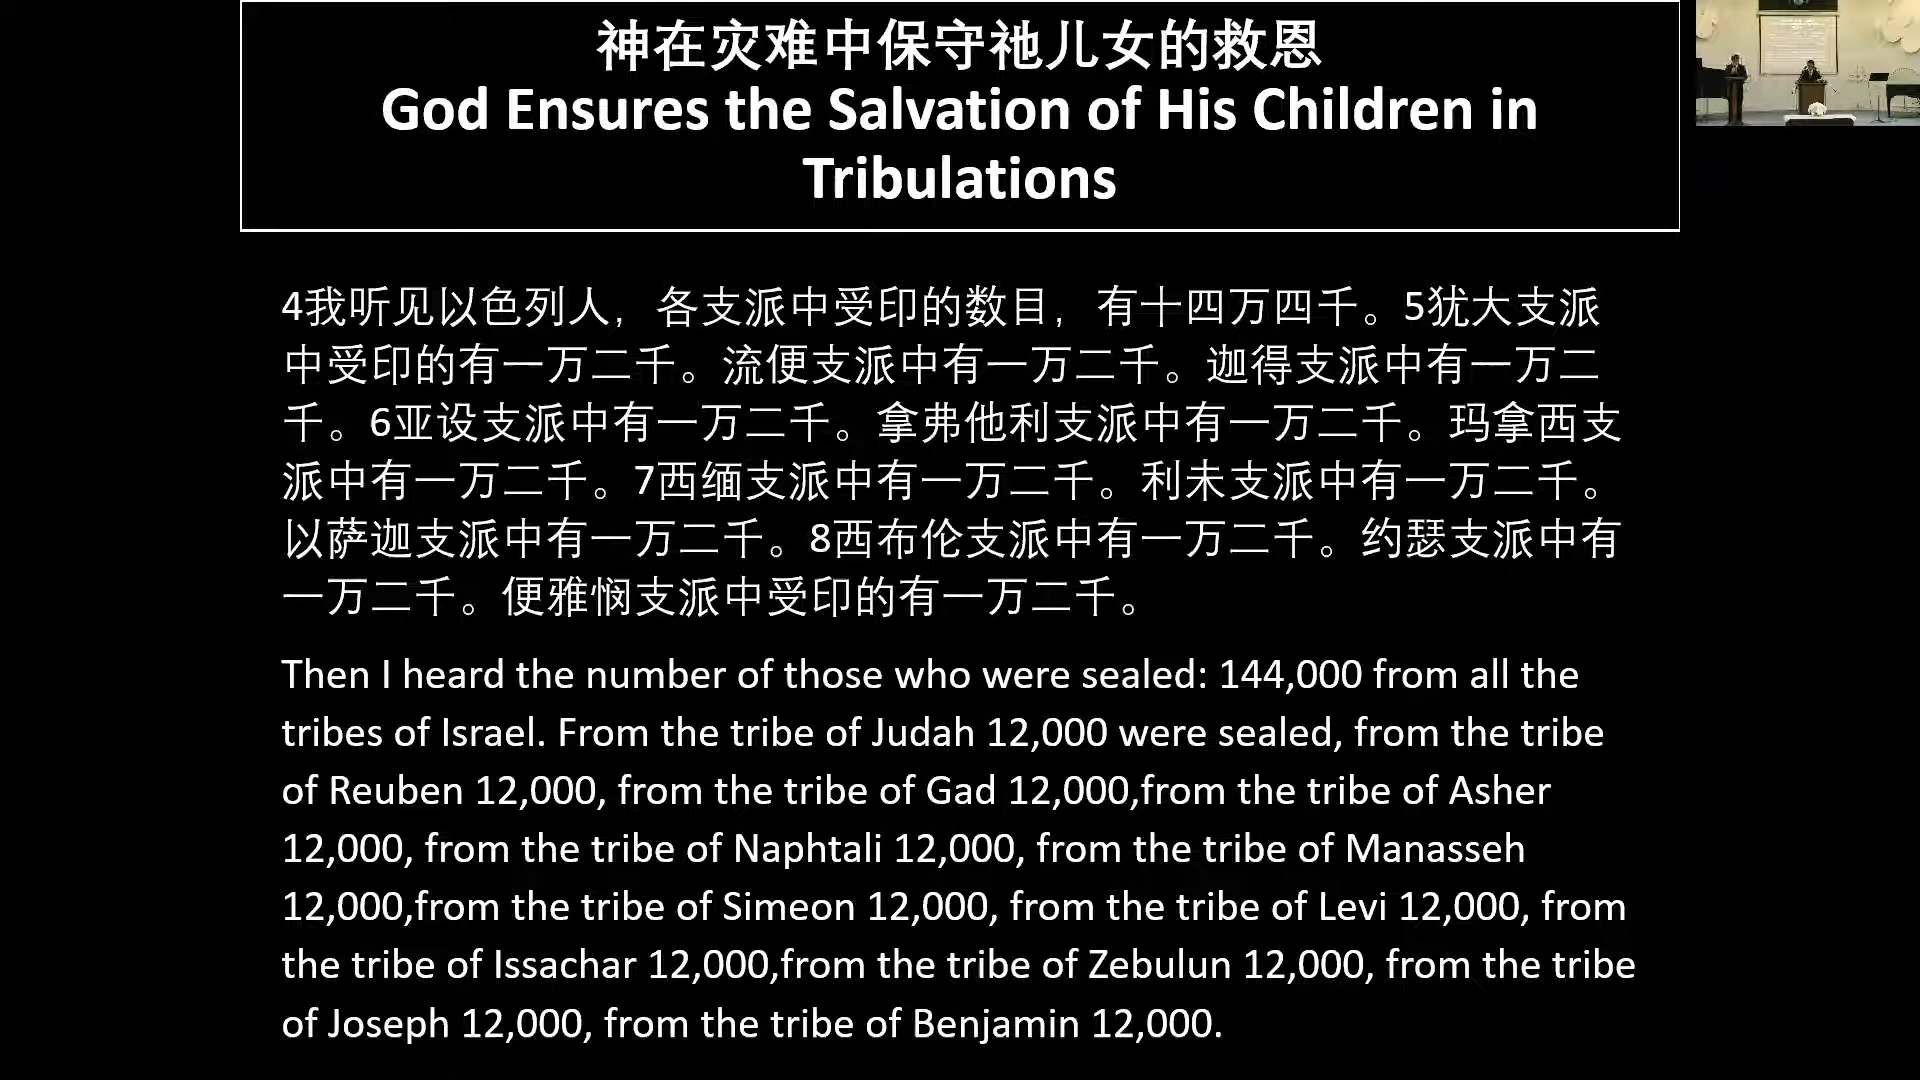 神在灾难中保守祂儿女的救恩
God Ensures the Salvation of His Children in
Tribulations
4我听见以色列人，各支派中受印的数目，有十四万四千。5犹大支派
中受印的有一万二千。流便支派中有一万二千。迦得支派中有一万二
千。6亚设支派中有一万二千。拿弗他利支派中有一万二千。玛拿西支
派中有一万二千。7西缅支派中有一万二千。利未支派中有一万二千。
以萨迦支派中有一万二千。8西布伦支派中有一万二千。约瑟支派中有
一万二千。便雅悯支派中受印的有一万二千。
Then I heard the number of those who were sealed: 144,000 from all the
tribes of Israel. From the tribe of Judah 12,000 were sealed, from the tribe
of Reuben 12,000, from the tribe of Gad 12,000,from the tribe of Asher
12,000, from the tribe of Naphtali 12,000, from the tribe of Manasseh
12,000,from the tribe of Simeon 12,000, from the tribe of Levi 12,000, from
the tribe of Issachar 12,000,from the tribe of Zebulun 12,000, from the tribe
of Joseph 12,000, from the tribe of Benjamin 12,000.